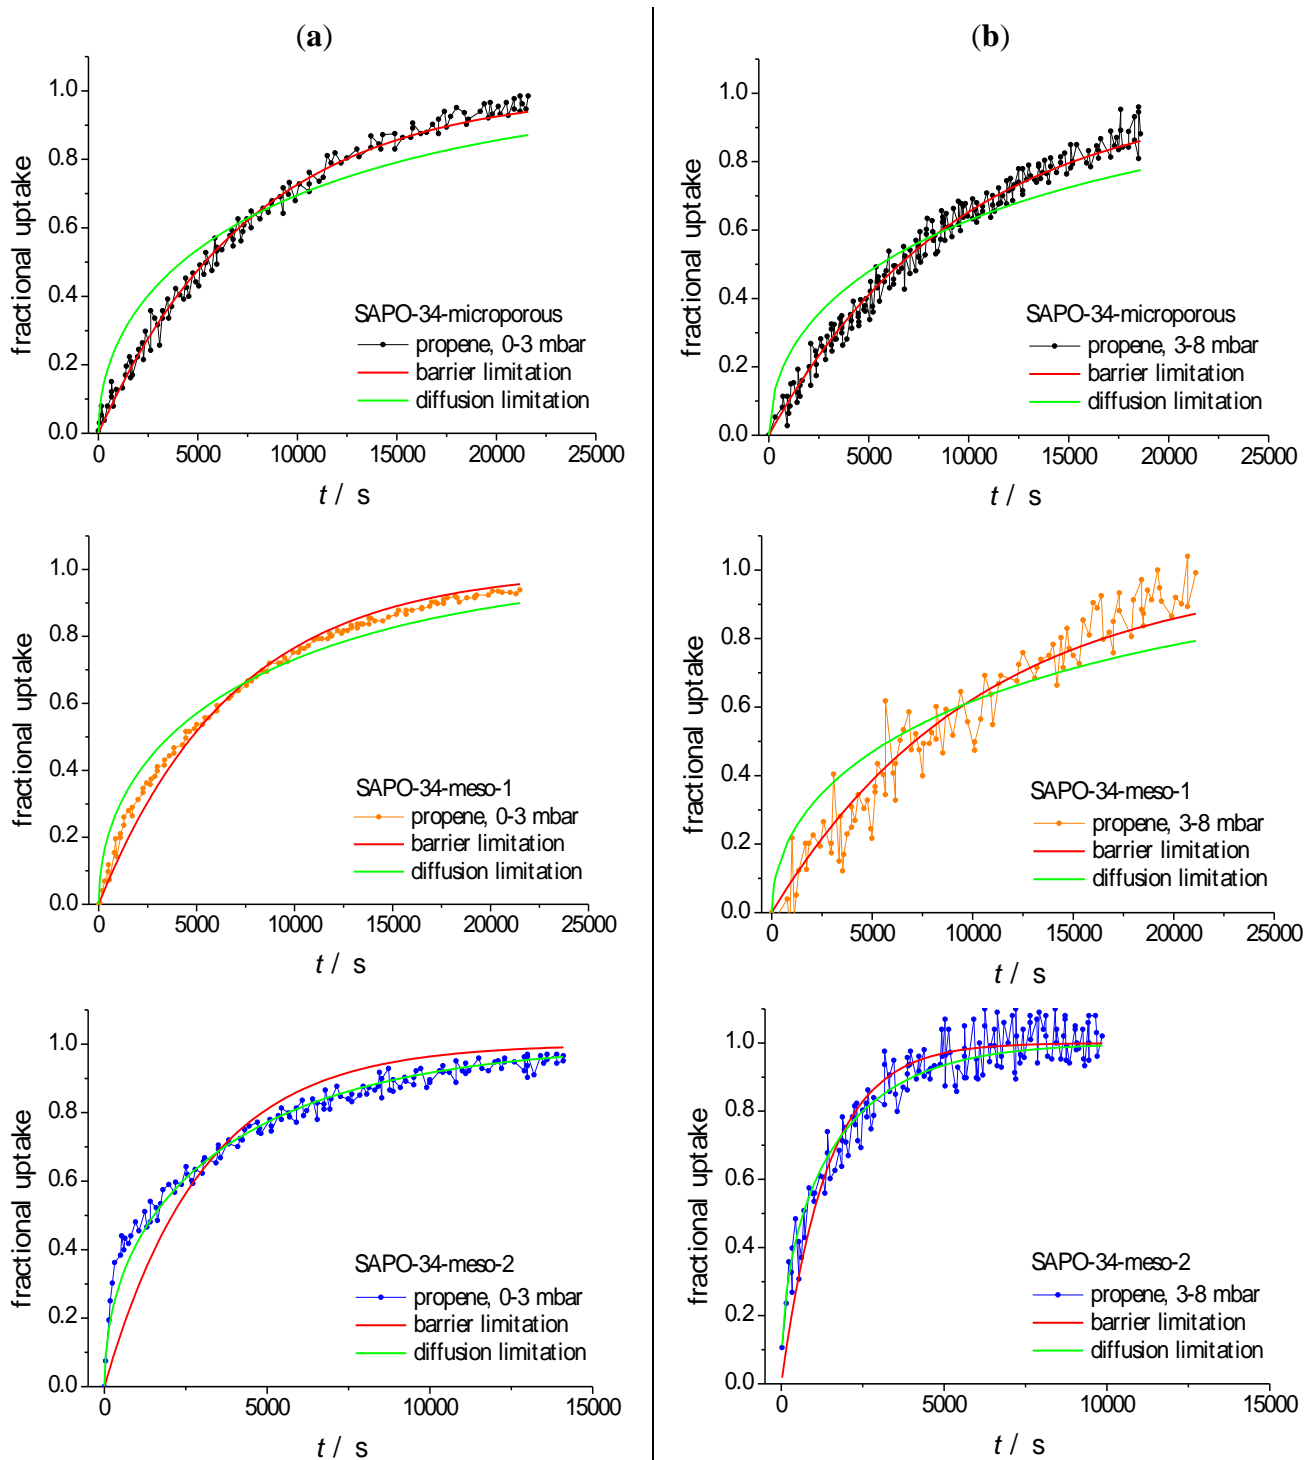 (a)
fractional uptake
1.0
0.8
0.6
0.4
0.2
0.0
SAPO-34-microporous
propene, 0-3 mbar
barrier limitation
diffusion limitation
0 5000 10000 15000 20000 25000
t / s
fractional uptake
1.0
0.8
0.6
0.4
0.2
0.0
SAPO-34-meso-1
propene, 0-3 mbar
barrier limitation
diffusion limitation
0 5000 10000 15000 20000 25000
t / s
fractional uptake
1.0
0.8
0.6
0.4
0.2
0.0
SAPO-34-meso-2
propene, 0-3 mbar
barrier limitation
diffusion limitation
0 5000 10000 15000
t / s
(b)
fractional uptake
1.0
0.8
0.6
0.4
0.2
0.0
SAPO-34-microporous
propene, 3-8 mbar
barrier limitation
diffusion limitation
0 5000 10000 15000 20000 25000
t / s
fractional uptake
1.0
0.8
0.6
0.4
0.2
0.0
SAPO-34-meso-1
propene, 3-8 mbar
barrier limitation
diffusion limitation
0 5000 10000 15000 20000 25000
t / s
fractional uptake
1.0
0.8
0.6
0.4
0.2
0.0
SAPO-34-meso-2
propene, 3-8 mbar
barrier limitation
diffusion limitation
0 5000 10000 15000
t / s